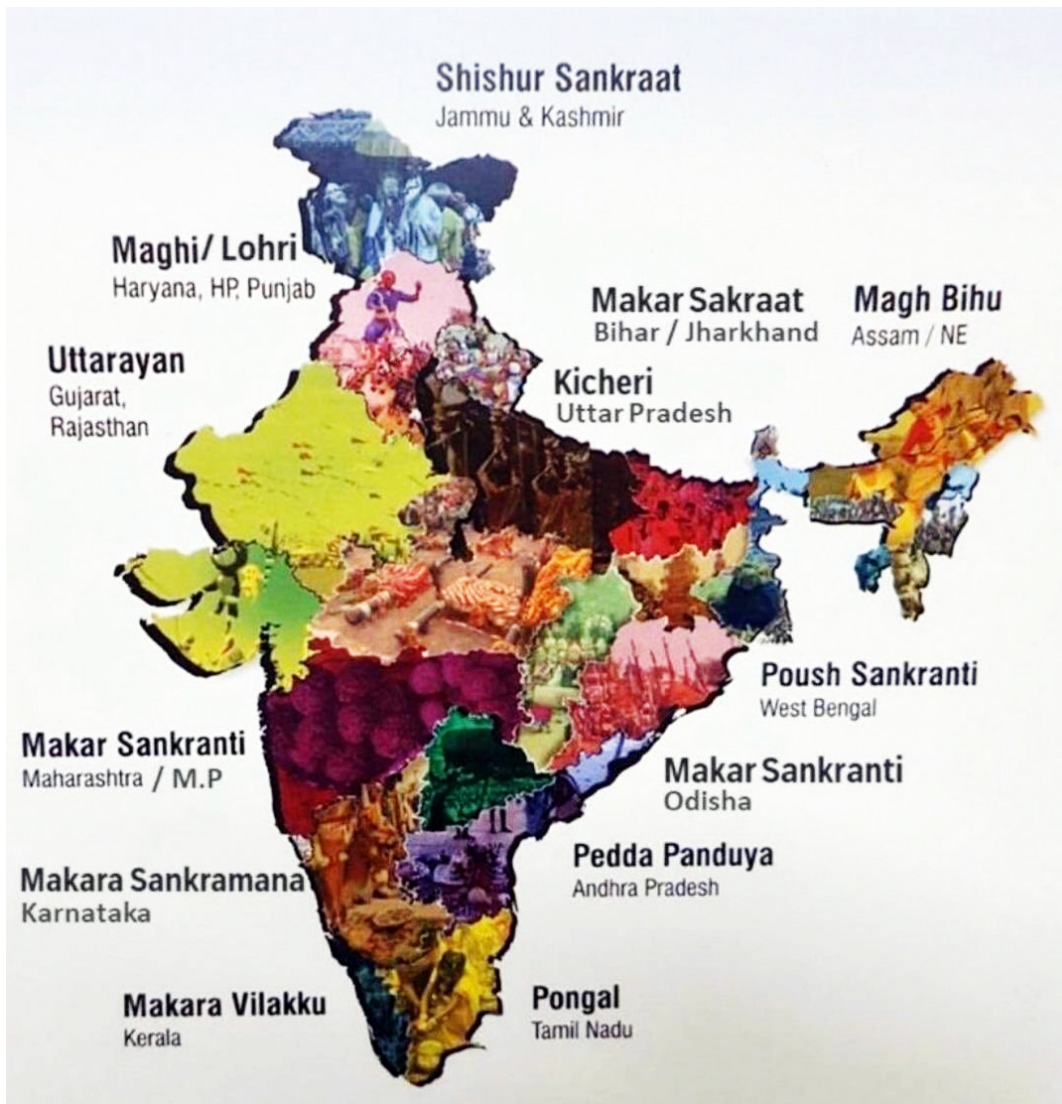 Shishur Sankraat
Jammu & Kashmir
Maghi/ Lohri
Haryana, HP, Punjab
Makar Sakraat
Bihar / Jharkhand
Magh Bihu
Assam / NE
Uttarayan
Gujarat,
Rajasthan
Kicheri
Uttar Pradesh
Poush Sankranti
West Bengal
Makar Sankranti
Maharashtra / M.P
Makar Sankranti
Odisha
Pedda Panduya
Andhra Pradesh
Makara Sankramana
Karnataka
Makara Vilakku
Kerala
Pongal
Tamil Nadu